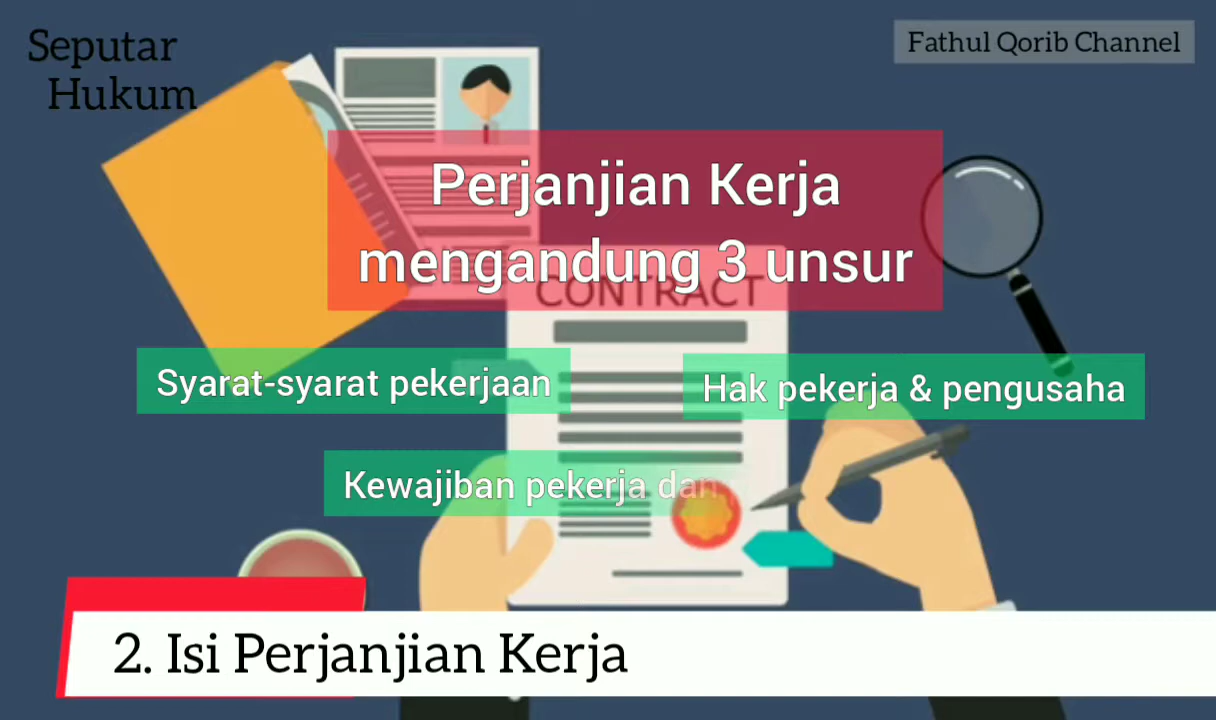 Seputar
Hukum
Fathul Qorib Channel
Perjanjian Kerja
mengandung 3 unsur
CONTRACT
Syarat-syarat pekerjaan
Hak pekerja & pengusaha
Kewajiban pekerja dan
2. Isi Perjanjian Kerja